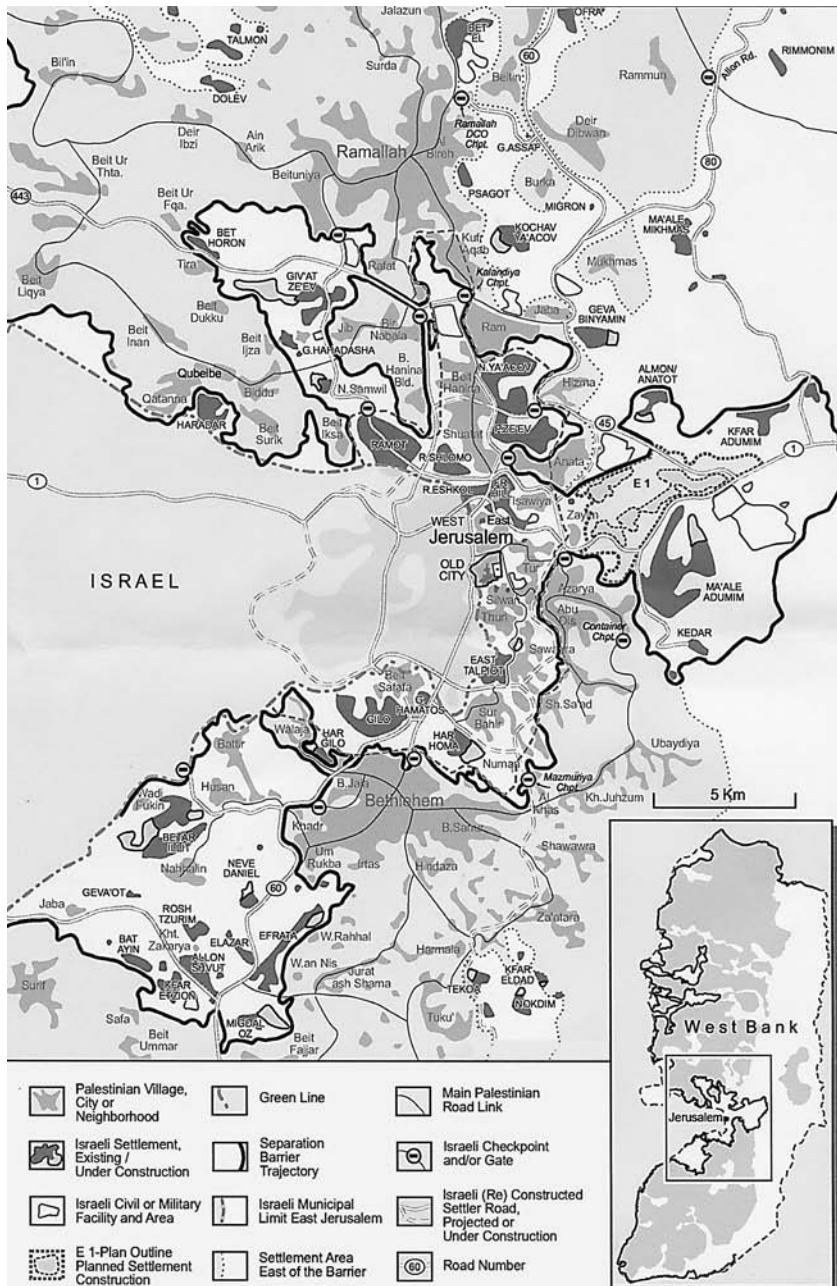 Jalazun
OFRA
TALMON
BET
EL
60
RIMMONIM
Allon Rd.
Surda
Bil'in
Beitin
Rammun
DOLEV
Deir
Ibzi
Ain
Arik
Ramallah
DCO
Chpt.
Deir
Dibwan
Ramallah
Al
Bireh
G.ASSAF
80
Beit Ur
Thta.
Beituniya
PSAGOT
Burka
MIGRON
443
Beit Ur
Fqa.
KOCHAV
YA'ACOV
MA'ALE
MIKHMAS
BET
HORON
Kufr
Aqab
Tira
Rafat
Mukhmas
Kalandiya
Chpt.
GIV'AT
ZE'EV
Beit
Liqya
Jaba
GEVA
BINYAMIN
Beit
Dukku
Jib
Bir
Nabala
Ram
Beit
Inan
Beit
Ijza
G.HAHADASHA
B.
Hanina
Bld.
N.YA'ACOV
Qubeibe
Beit
Hanina
Hizma
ALMON/
ANATOT
Qatanna
Biddu
N.Samwil
HARADAR
P.ZE'EV
45
KFAR
ADUMIM
Beit
Surik
Beit
Iksa
RAMOT
Shuafat
1
R.SHLOMO
Anata
E 1
1
R.ESHKOL
Isawiya
Zayim
WEST
East
Jerusalem
ISRAEL
OLD
CITY
Tur
MA'ALE
ADUMIM
Azarya
Silwan
Abu
Dis
Thuri
Container
Chpt.
KEDAR
Sawahra
EAST
TALPIOT
Beit
Safafa
Sh.Sa'ad
G.
HAMATOS
GILO
Sur
Bahir
Walaja
HAR
GILO
HAR
HOMA
Ubaydiya
Battir
Numan
Mazmuriya
Chpt.
5 Km
Husan
B.Jala
Wadi
Fukin
Bethlehem
Al
Khas
Kh.Juhzum
BETAR
ILLIT
Khadr
B.Sahur
Um
Rukba
Shawawra
Nahhalin
NEVE
DANIEL
Irtas
Hindaza
GEVA'OT
60
Za'atara
Jaba
ROSH
TZURIM
Kht.
Zakarya
ELAZAR
EFRATA
W.Rahhal
Harmala
BAT
AYIN
ALLON
SHVUT
W.an Nis
KFAR
ELDAD
Jurat
ash Shama
TEKOA
KFAR
ETZION
Surif
NOKDIM
Safa
MIGDAL
OZ
Tuku'
Beit
Ummar
Beit
Fajjar
West Bank
Jerusalem
Palestinian Village,
City or
Neighborhood
Green Line
Main Palestinian
Road Link
Israeli Settlement,
Existing /
Under Construction
Separation
Barrier
Trajectory
Israeli Checkpoint
and/or Gate
Israeli Civil or Military
Facility and Area
Israeli Municipal
Limit East Jerusalem
Israeli (Re) Constructed
Settler Road,
Projected or
Under Construction
E 1-Plan Outline
Planned Settlement
Construction
Settlement Area
East of the Barrier
60
Road Number